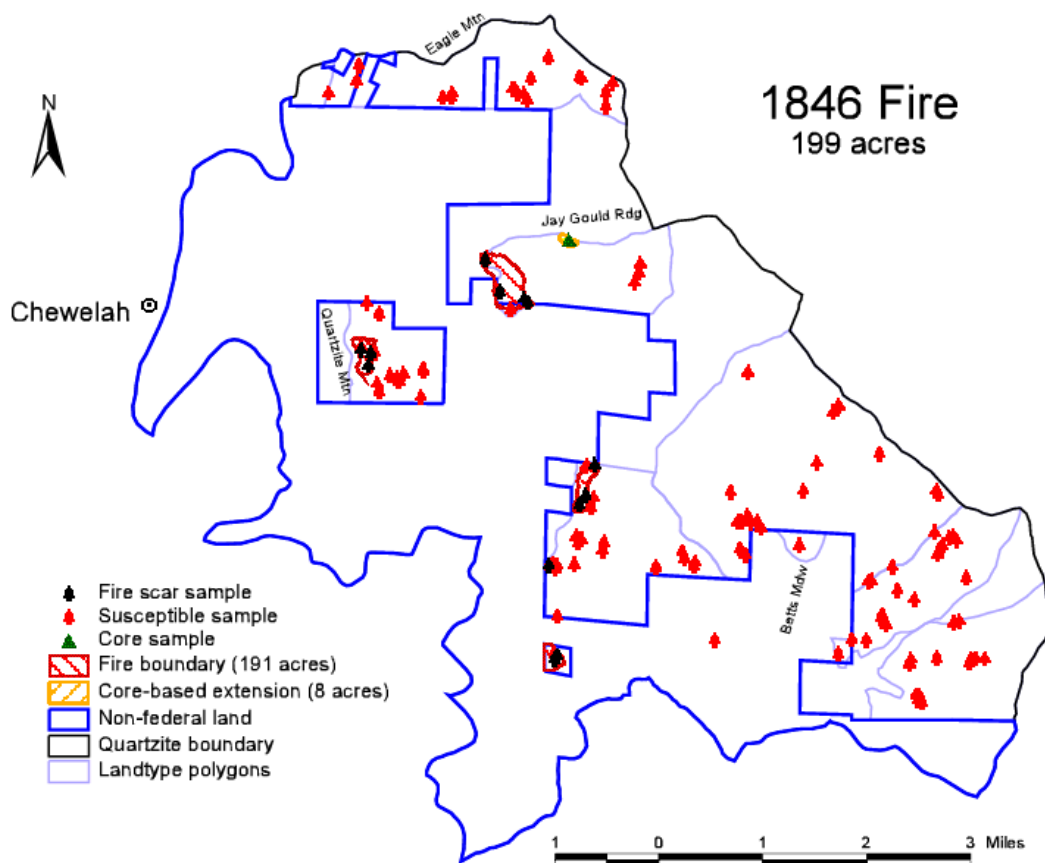 Eagle Mtn
1846 Fire
199 acres
N
Jay Gould Rdg
Chewelah
Quartzite Mtn
Betts Mdw
Fire scar sample
Susceptible sample
Core sample
Fire boundary (191 acres)
Core-based extension (8 acres)
Non-federal land
Quartzite boundary
Landtype polygons
1 0 1 2 3 Miles